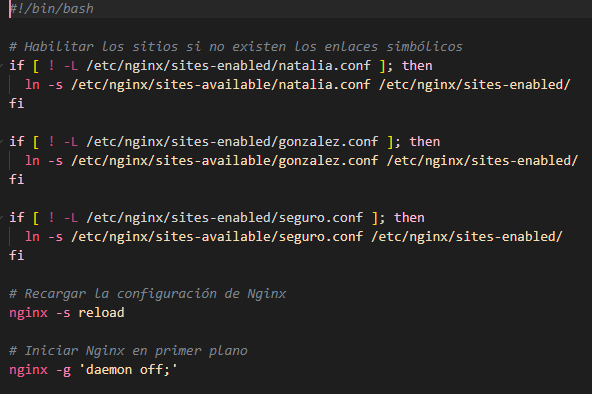 #!/bin/bash
# Habilitar los sitios si no existen los enlaces simbólicos
if [ ! -L /etc/nginx/sites-enabled/natalia.conf ]; then
  ln -s /etc/nginx/sites-available/natalia.conf /etc/nginx/sites-enabled/
fi
if [ ! -L /etc/nginx/sites-enabled/gonzalez.conf ]; then
  ln -s /etc/nginx/sites-available/gonzalez.conf /etc/nginx/sites-enabled/
fi
if [ ! -L /etc/nginx/sites-enabled/seguro.conf ]; then
  ln -s /etc/nginx/sites-available/seguro.conf /etc/nginx/sites-enabled/
fi
# Recargar la configuración de Nginx
nginx -s reload
# Iniciar Nginx en primer plano
nginx -g 'daemon off;'